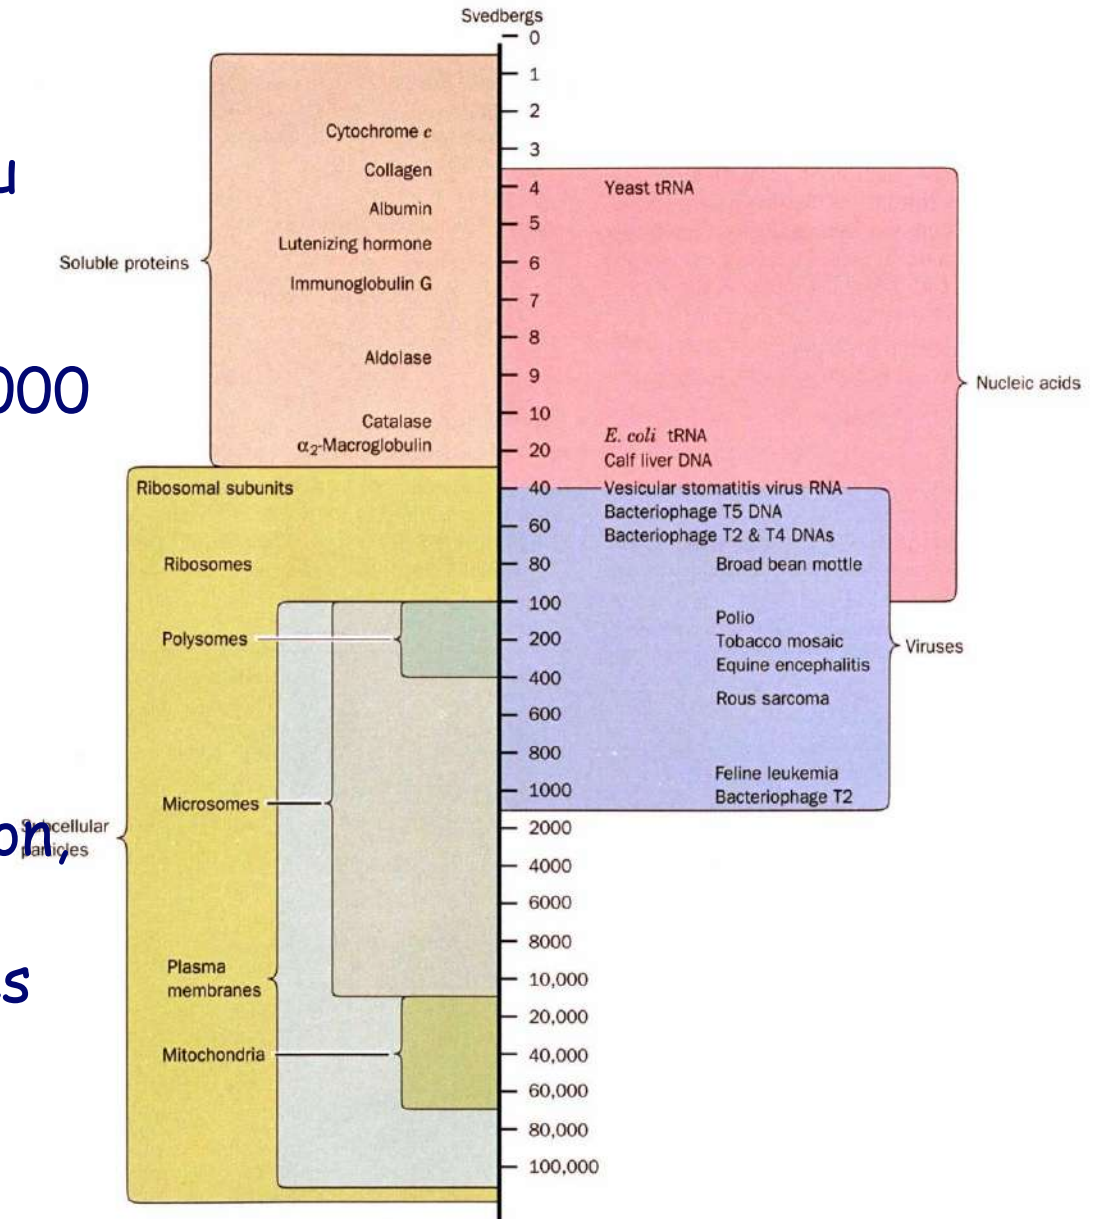 u
000
on,
s
Svedbergs
0
1
2
3
4
5
6
7
8
9
10
20
40
60
80
100
200
400
600
800
1000
2000
4000
6000
8000
10,000
20,000
40,000
60,000
80,000
100,000
Soluble proteins
Cytochrome c
Collagen
Albumin
Lutenizing hormone
Immunoglobulin G
Aldolase
Catalase
α₂-Macroglobulin
Subcellular
particles
Ribosomal subunits
Ribosomes
Polysomes
Microsomes
Plasma
membranes
Mitochondria
Nucleic acids
Yeast tRNA
E. coli tRNA
Calf liver DNA
Vesicular stomatitis virus RNA
Bacteriophage T5 DNA
Bacteriophage T2 & T4 DNAs
Viruses
Broad bean mottle
Polio
Tobacco mosaic
Equine encephalitis
Rous sarcoma
Feline leukemia
Bacteriophage T2